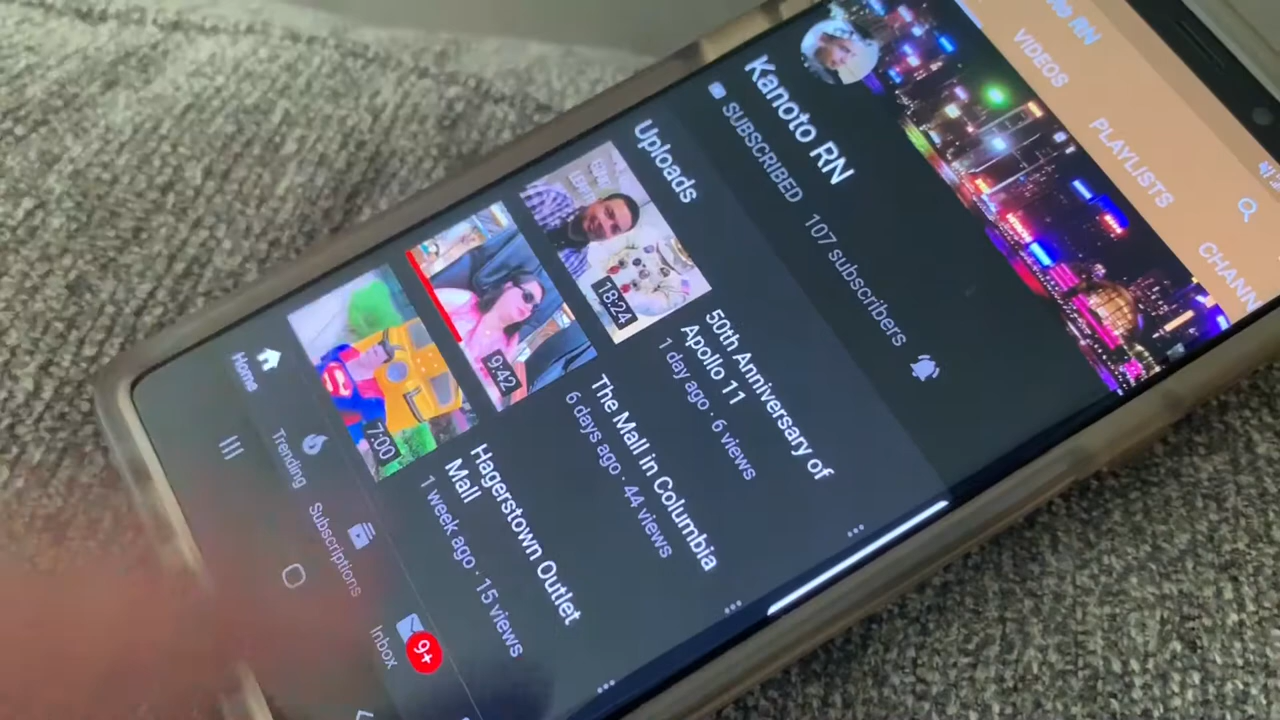 RN
VIDEOS
PLAYLISTS
CHANN
Kanoto RN
SUBSCRIBED 107 subscribers
Uploads
18:24
50th Anniversary of
Apollo 11
1 day ago · 6 views
9:42
The Mall in Columbia
6 days ago · 44 views
7:00
Hagerstown Outlet
Mall
1 week ago · 15 views
Home
Trending
Subscriptions
Inbox
9+